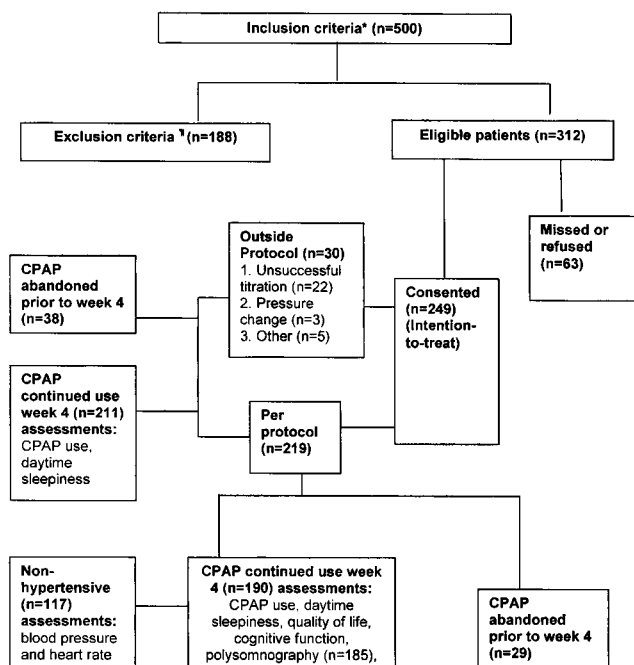 Inclusion criteria* (n=500)
Exclusion criteria ¶ (n=188)
Eligible patients (n=312)
Missed or
refused
(n=63)
Outside
Protocol (n=30)
1. Unsuccessful
titration (n=22)
2. Pressure
change (n=3)
3. Other (n=5)
CPAP
abandoned
prior to week 4
(n=38)
Consented
(n=249)
(Intention-
to-treat)
CPAP
continued use
week 4 (n=211)
assessments:
CPAP use,
daytime
sleepiness
Per
protocol
(n=219)
Non-
hypertensive
(n=117)
assessments:
blood pressure
and heart rate
CPAP continued use week
4 (n=190) assessments:
CPAP use, daytime
sleepiness, quality of life,
cognitive function,
polysomnography (n=185),
CPAP abandoned
prior to week 4
(n=29)